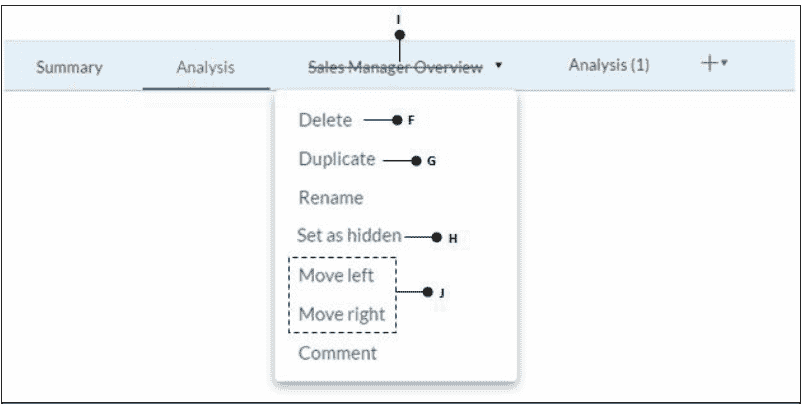 I
Summary Analysis Sales Manager Overview ▾ Analysis (1) +▾
Delete F
Duplicate G
Rename
Set as hidden H
Move left
J
Move right
Comment